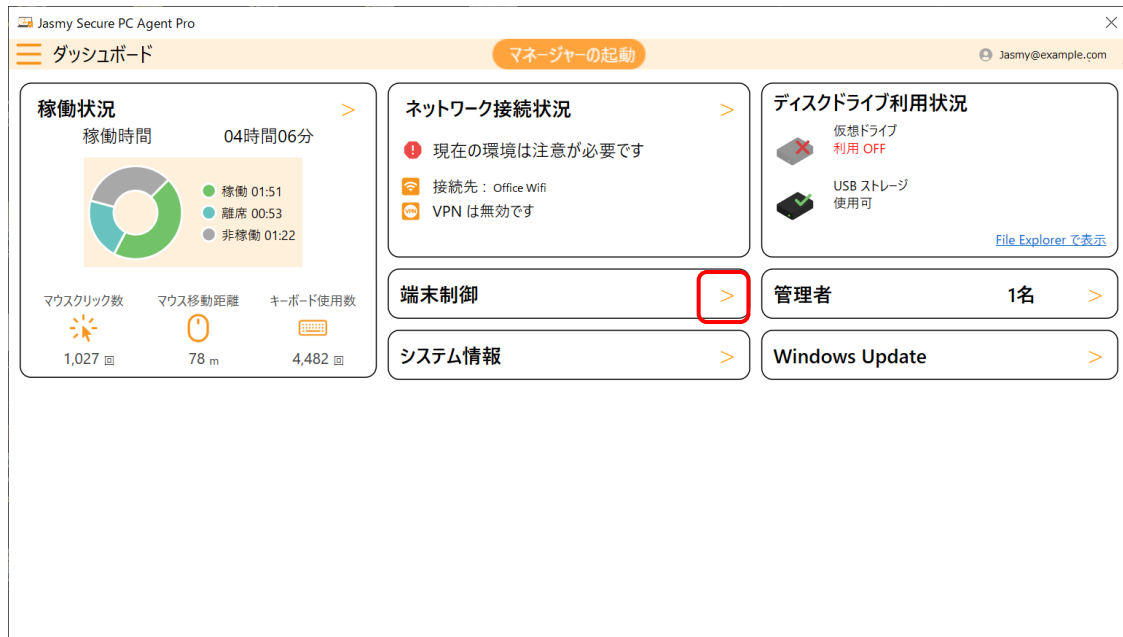 Jasmy Secure PC Agent Pro
ダッシュボード
マネージャーの起動
Jasmy@example.com
稼働状況 >
稼働時間 04時間06分
稼働 01:51
離席 00:53
非稼働 01:22
マウスクリック数 マウス移動距離 キーボード使用数
1,027 回 78 m 4,482 回
ネットワーク接続状況 >
現在の環境は注意が必要です
接続先 : Office Wifi
VPN VPN は無効です
ディスクドライブ利用状況
仮想ドライブ
利用 OFF
USB ストレージ
使用可
File Explorer で表示
端末制御 >
管理者 1名 >
システム情報 >
Windows Update >